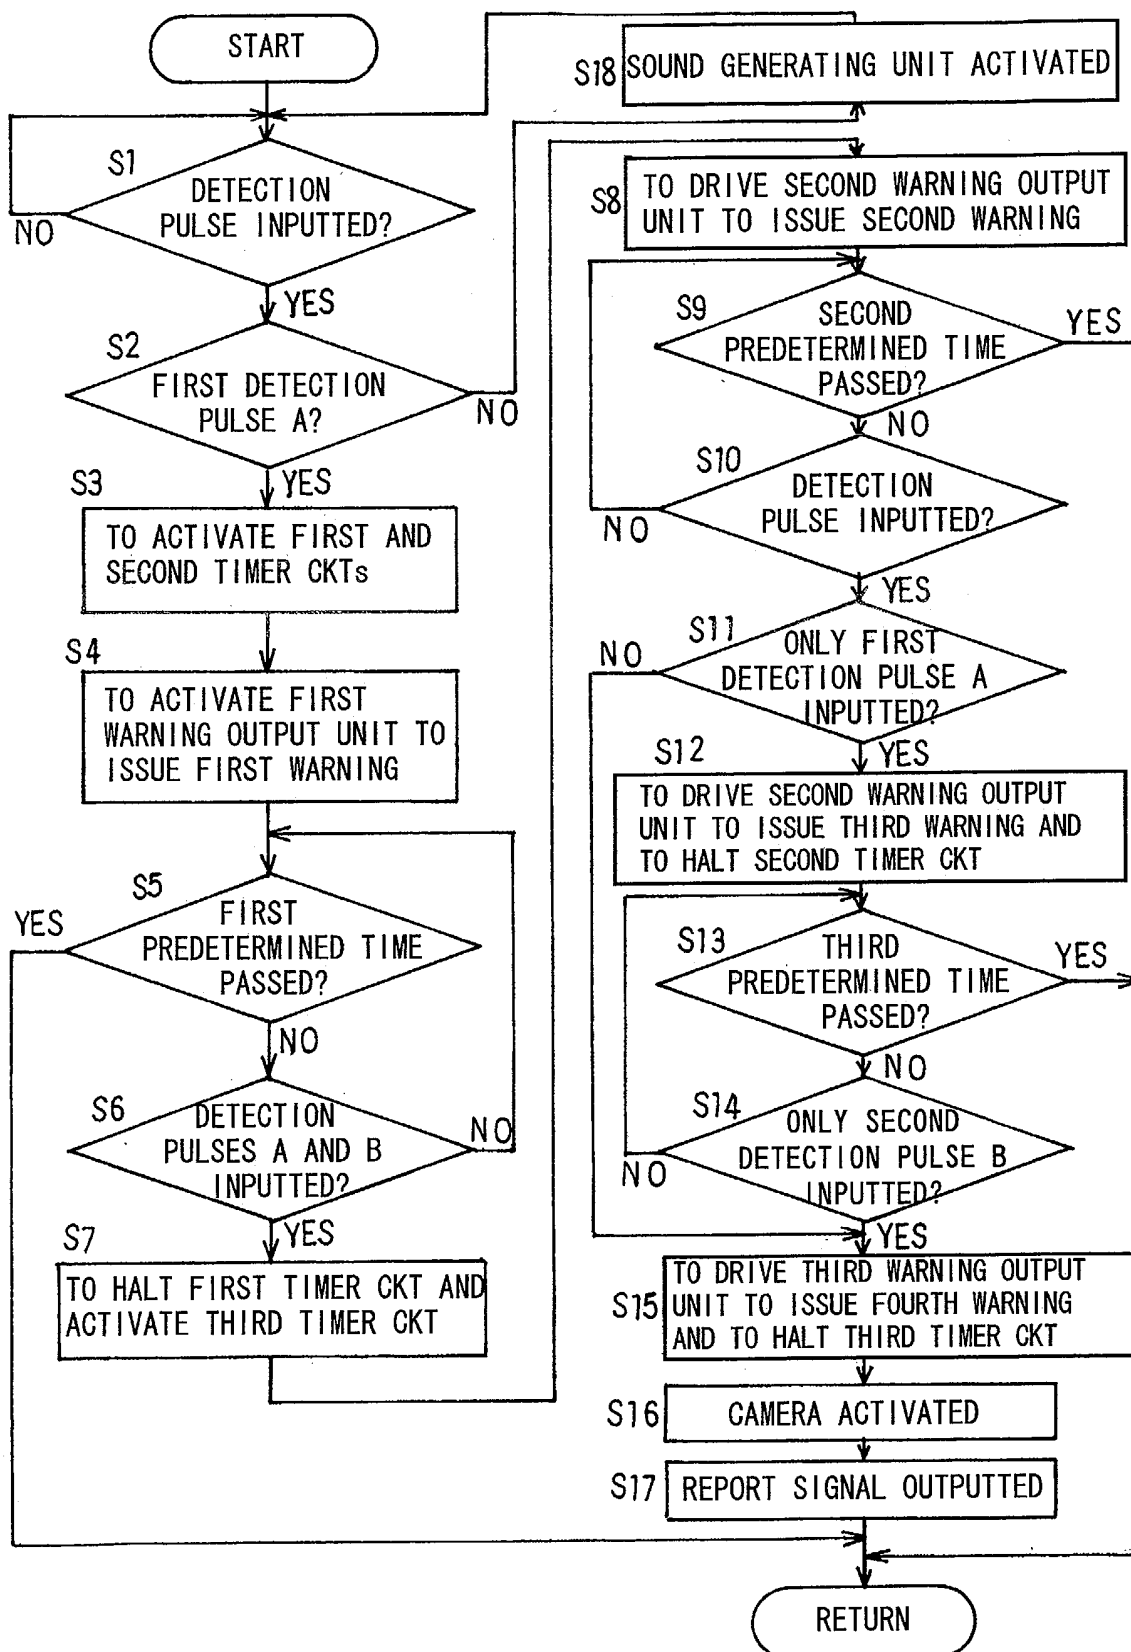 START
S1
DETECTION
PULSE INPUTTED?
NO
YES
S2
FIRST DETECTION
PULSE A?
NO
YES
S3
TO ACTIVATE FIRST AND
SECOND TIMER CKTs
S4
TO ACTIVATE FIRST
WARNING OUTPUT UNIT TO
ISSUE FIRST WARNING
S5
YES
FIRST
PREDETERMINED TIME
PASSED?
NO
S6
DETECTION
PULSES A AND B
INPUTTED?
NO
YES
S7
TO HALT FIRST TIMER CKT AND
ACTIVATE THIRD TIMER CKT
S18
SOUND GENERATING UNIT ACTIVATED
S8
TO DRIVE SECOND WARNING OUTPUT
UNIT TO ISSUE SECOND WARNING
S9
SECOND
PREDETERMINED TIME
PASSED?
YES
NO
S10
DETECTION
PULSE INPUTTED?
NO
YES
S11
NO
ONLY FIRST
DETECTION PULSE A
INPUTTED?
YES
S12
TO DRIVE SECOND WARNING OUTPUT
UNIT TO ISSUE THIRD WARNING AND
TO HALT SECOND TIMER CKT
S13
THIRD
PREDETERMINED TIME
PASSED?
YES
NO
S14
ONLY SECOND
DETECTION PULSE B
INPUTTED?
NO
YES
S15
TO DRIVE THIRD WARNING OUTPUT
UNIT TO ISSUE FOURTH WARNING
AND TO HALT THIRD TIMER CKT
S16
CAMERA ACTIVATED
S17
REPORT SIGNAL OUTPUTTED
RETURN